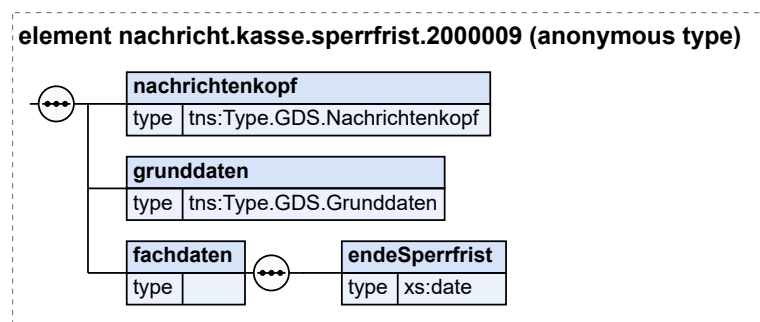 element nachricht.kasse.sperrfrist.2000009 (anonymous type)
nachrichtenkopf
type tns:Type.GDS.Nachrichtenkopf
grunddaten
type tns:Type.GDS.Grunddaten
fachdaten
type
endeSperrfrist
type xs:date